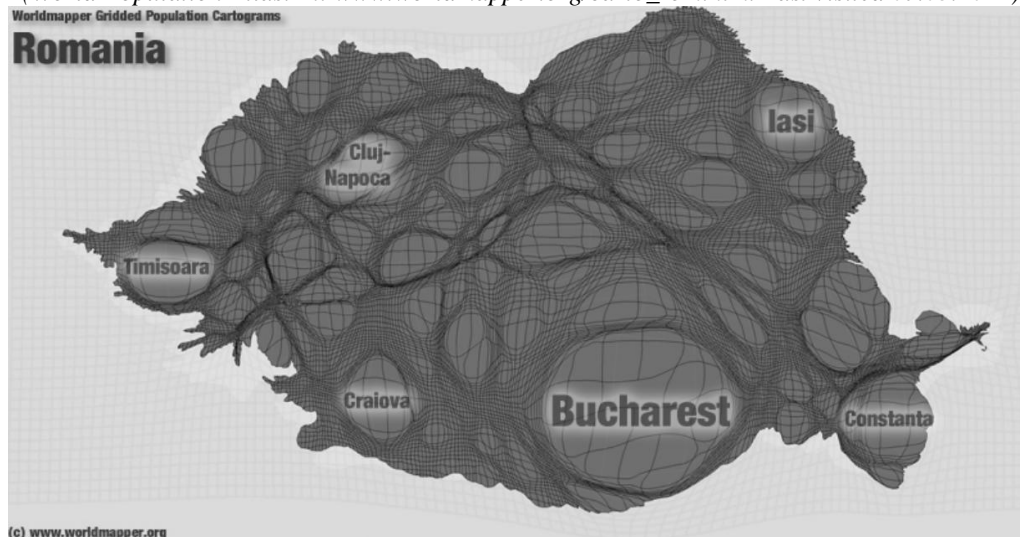 Worldmapper Gridded Population Cartograms
Romania
Iasi
Cluj-
Napoca
Timisoara
Craiova
Bucharest
Constanta
(c) www.worldmapper.org